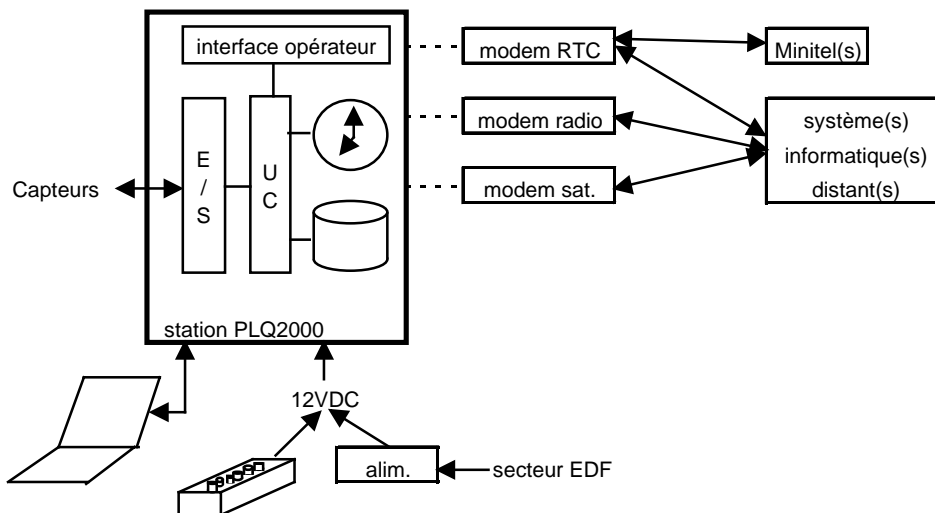 interface opérateur
modem RTC
Minitel(s)
modem radio
système(s)
informatique(s)
distant(s)
modem sat.
Capteurs
E
/
S
U
C
station PLQ2000
12VDC
alim.
secteur EDF